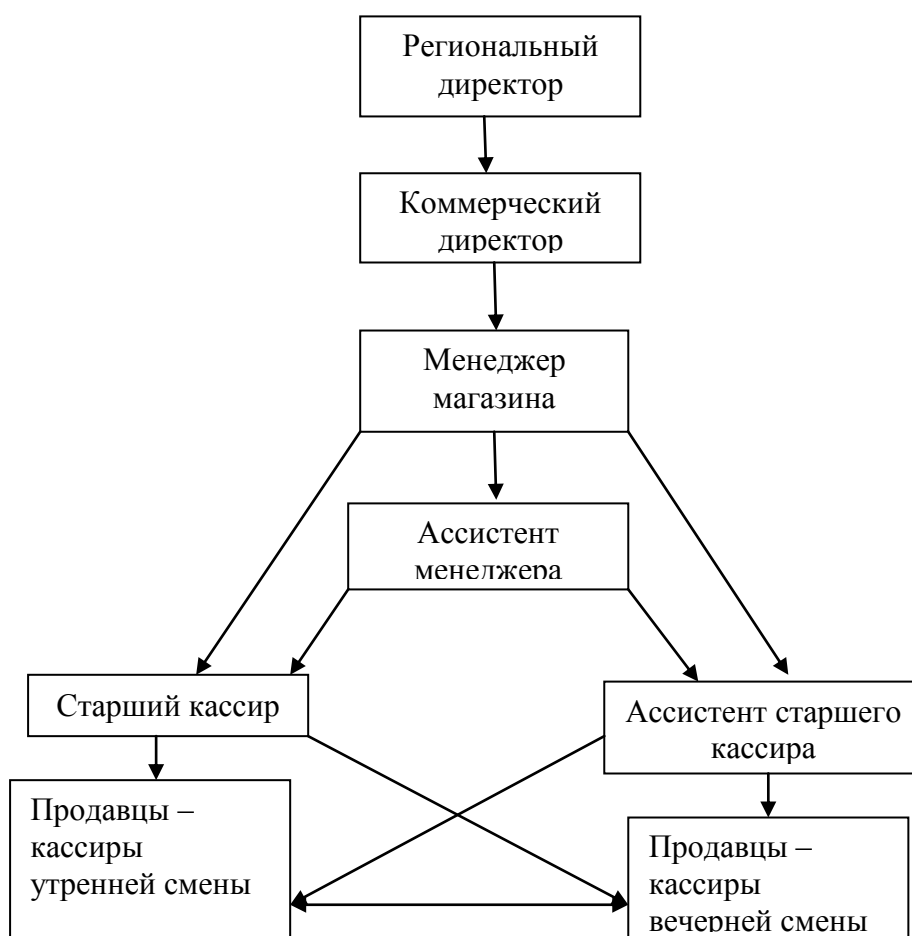 Региональный
директор
Коммерческий
директор
Менеджер
магазина
Ассистент
менеджера
Старший кассир
Ассистент старшего
кассира
Продавцы –
кассиры
утренней смены
Продавцы –
кассиры
вечерней смены